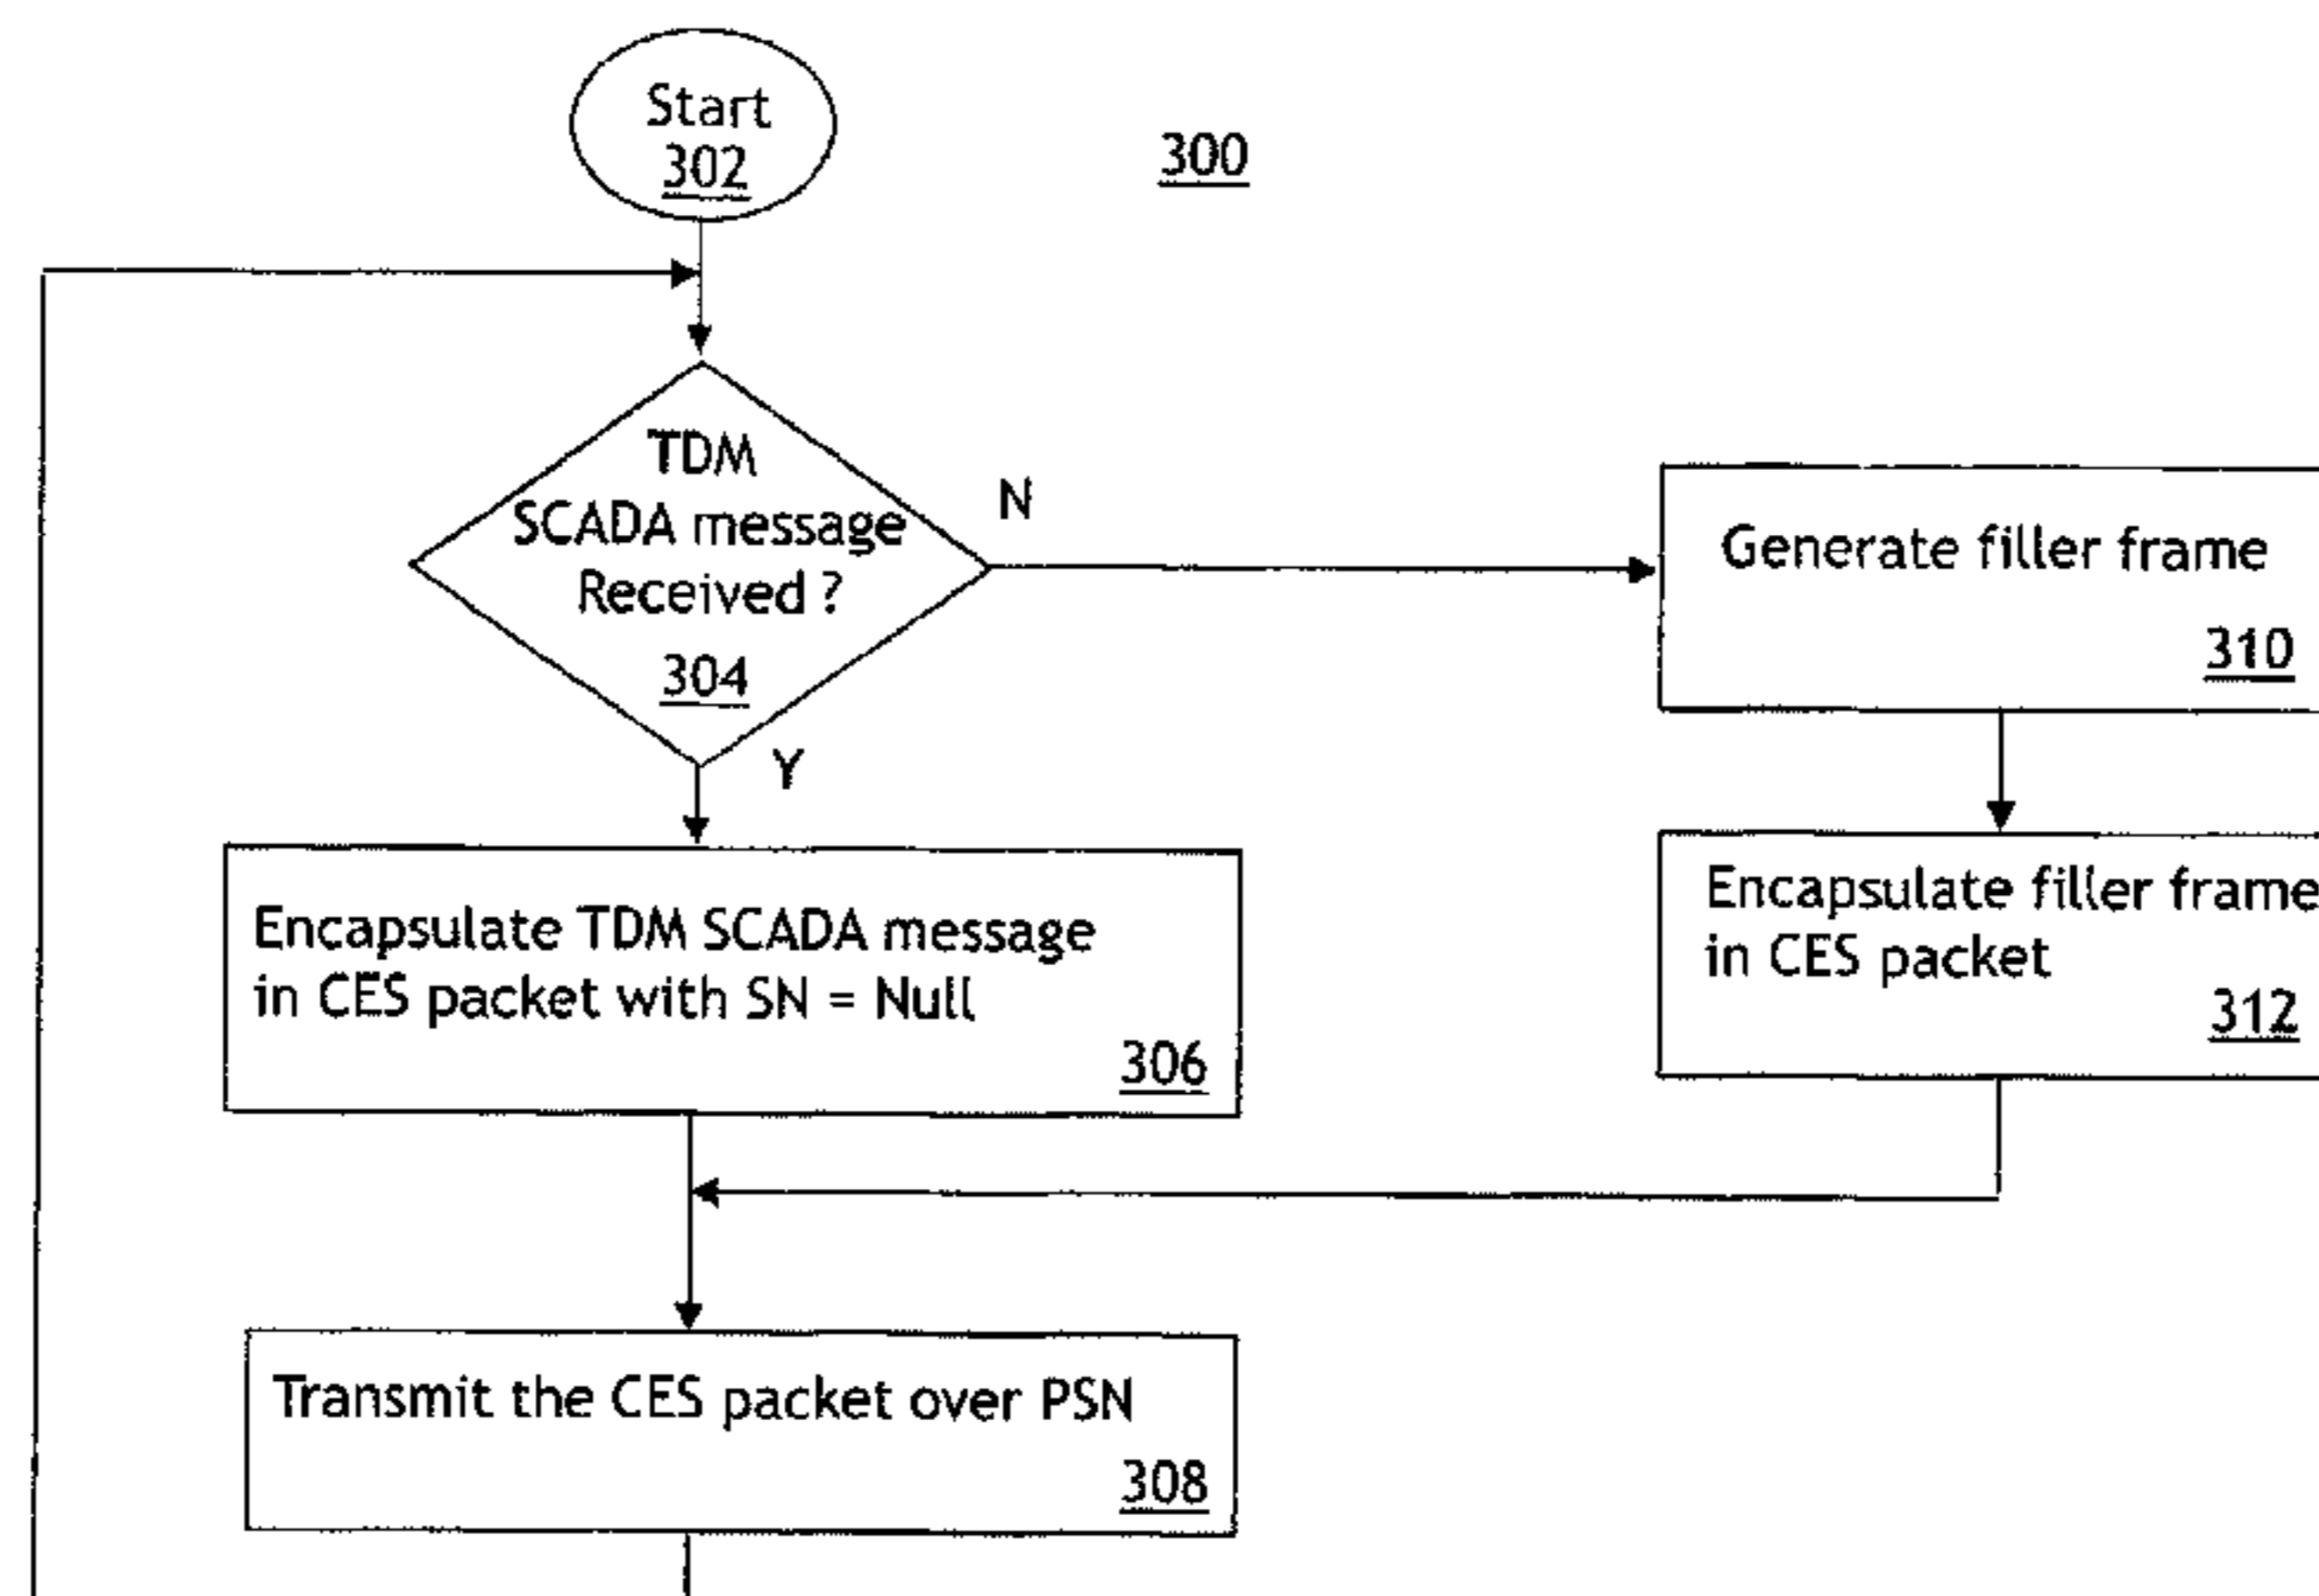 Start
302
300
TDM
SCADA message
Received ?
304
N
Y
Generate filler frame
310
Encapsulate TDM SCADA message
in CES packet with SN = Null
306
Encapsulate filler frame
in CES packet
312
Transmit the CES packet over PSN
308